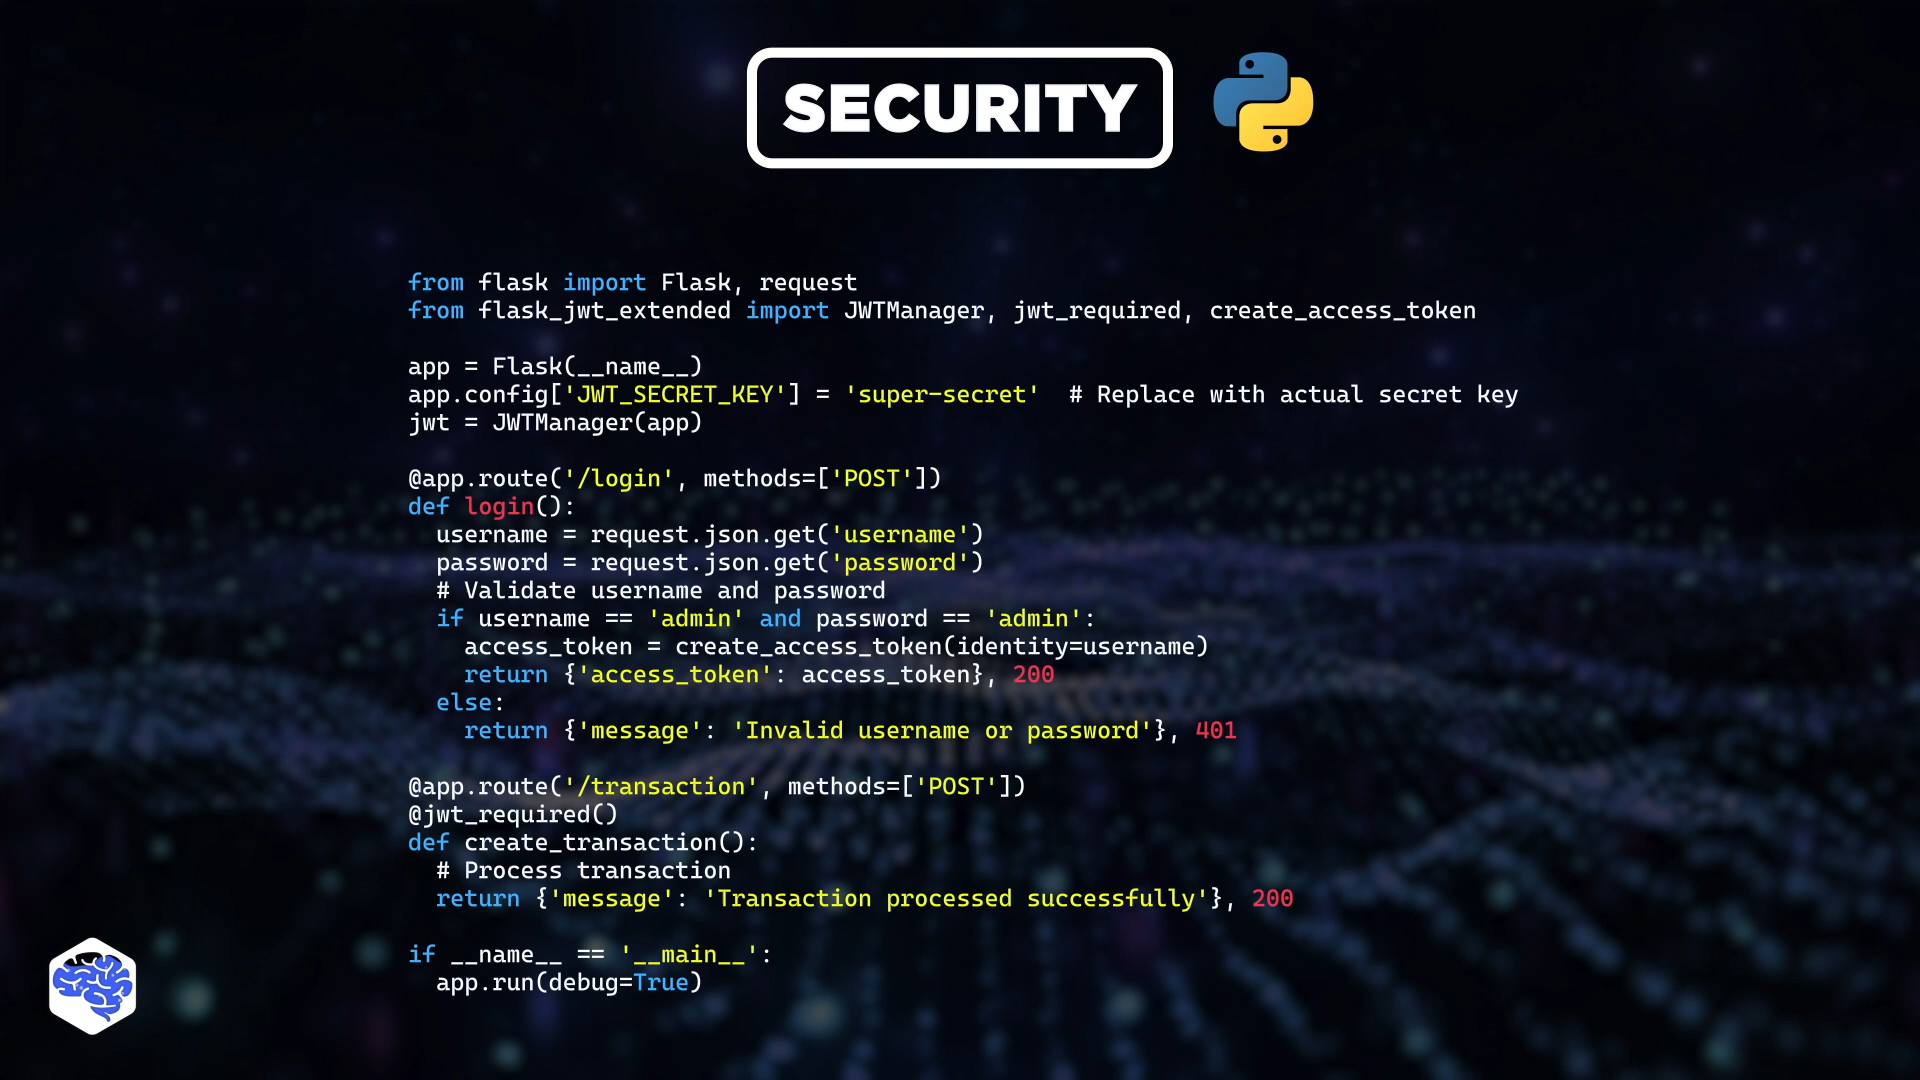 SECURITY
from flask import Flask, request
from flask_jwt_extended import JWTManager, jwt_required, create_access_token
app = Flask(__name__)
app.config['JWT_SECRET_KEY'] = 'super-secret'  # Replace with actual secret key
jwt = JWTManager(app)
@app.route('/login', methods=['POST'])
def login():
  username = request.json.get('username')
  password = request.json.get('password')
  # Validate username and password
  if username == 'admin' and password == 'admin':
    access_token = create_access_token(identity=username)
    return {'access_token': access_token}, 200
  else:
    return {'message': 'Invalid username or password'}, 401
@app.route('/transaction', methods=['POST'])
@jwt_required()
def create_transaction():
  # Process transaction
  return {'message': 'Transaction processed successfully'}, 200
if __name__ == '__main__':
  app.run(debug=True)